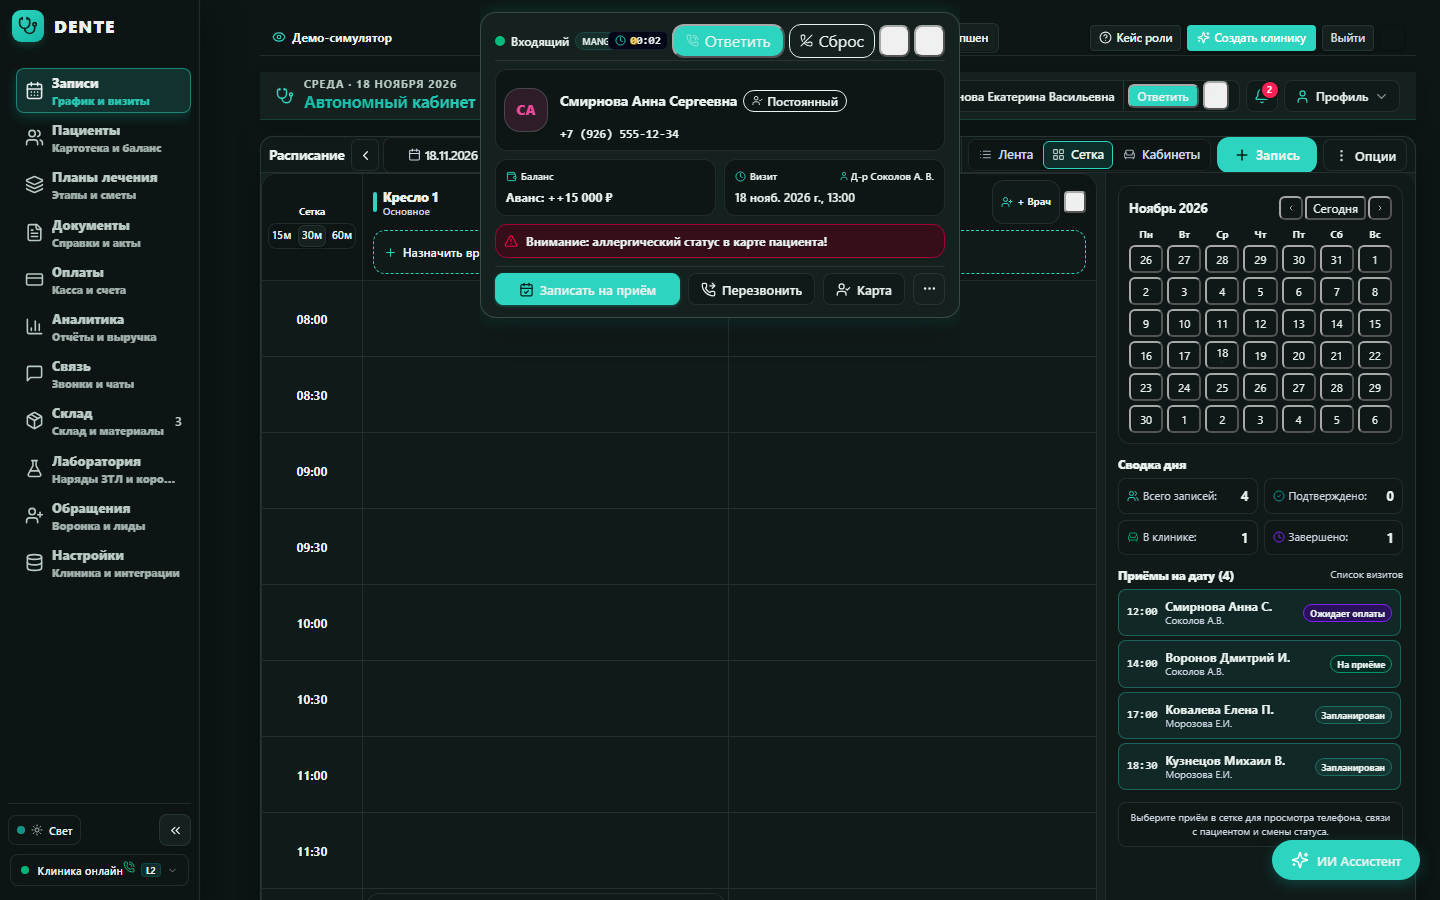 DENTE
Записи
График и визиты
Пациенты
Картотека и баланс
Планы лечения
Этапы и сметы
Документы
Справки и акты
Оплаты
Касса и счета
Аналитика
Отчёты и выручка
Связь
Звонки и чаты
Склад
Склад и материалы
3
Лаборатория
Наряды ЗТЛ и коро...
Обращения
Воронка и лиды
Настройки
Клиника и интеграции
Свет
Клиника онлайн
L2
Демо-симулятор
Кейс роли
Создать клинику
Выйти
СРЕДА · 18 НОЯБРЯ 2026
Автономный кабинет
Екатерина Васильевна
Ответить
2
Профиль
Входящий
00:02
Ответить
Сброс
СА
Смирнова Анна Сергеевна
Постоянный
+7 (926) 555-12-34
Баланс
Аванс: ++15 000 ₽
Визит
Д-р Соколов А. В.
18 нояб. 2026 г., 13:00
Внимание: аллергический статус в карте пациента!
Записать на приём
Перезвонить
Карта
...
Расписание
18.11.2026
Лента
Сетка
Кабинеты
+ Запись
Опции
Сетка
15м
30м
60м
Кресло 1
Основное
+ Врач
+ Назначить
08:00
08:30
09:00
09:30
10:00
10:30
11:00
11:30
Ноябрь 2026
‹
Сегодня
›
Пн Вт Ср Чт Пт Сб Вс
26 27 28 29 30 31 1
2 3 4 5 6 7 8
9 10 11 12 13 14 15
16 17 18 19 20 21 22
23 24 25 26 27 28 29
30 1 2 3 4 5 6
Сводка дня
Всего записей: 4
Подтверждено: 0
В клинике: 1
Завершено: 1
Приёмы на дату (4)
Список визитов
12:00 Смирнова Анна С.
Соколов А.В.
Ожидает оплаты
14:00 Воронов Дмитрий И.
Соколов А.В.
На приёме
17:00 Ковалева Елена П.
Морозова Е.И.
Запланирован
18:30 Кузнецов Михаил В.
Морозова Е.И.
Запланирован
Выберите приём в сетке для просмотра телефона, связи
с пациентом и смены статуса.
ИИ Ассистент